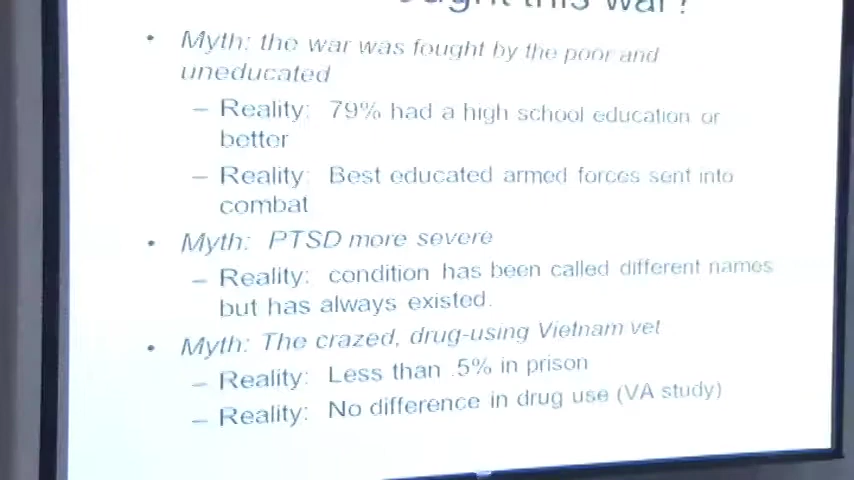 this war?
• Myth: the war was fought by the poor and
uneducated
– Reality: 79% had a high school education or
better
– Reality: Best educated armed forces sent into
combat
• Myth: PTSD more severe
– Reality: condition has been called different names
but has always existed.
• Myth: The crazed, drug-using Vietnam vet
– Reality: Less than .5% in prison
– Reality: No difference in drug use (VA study)